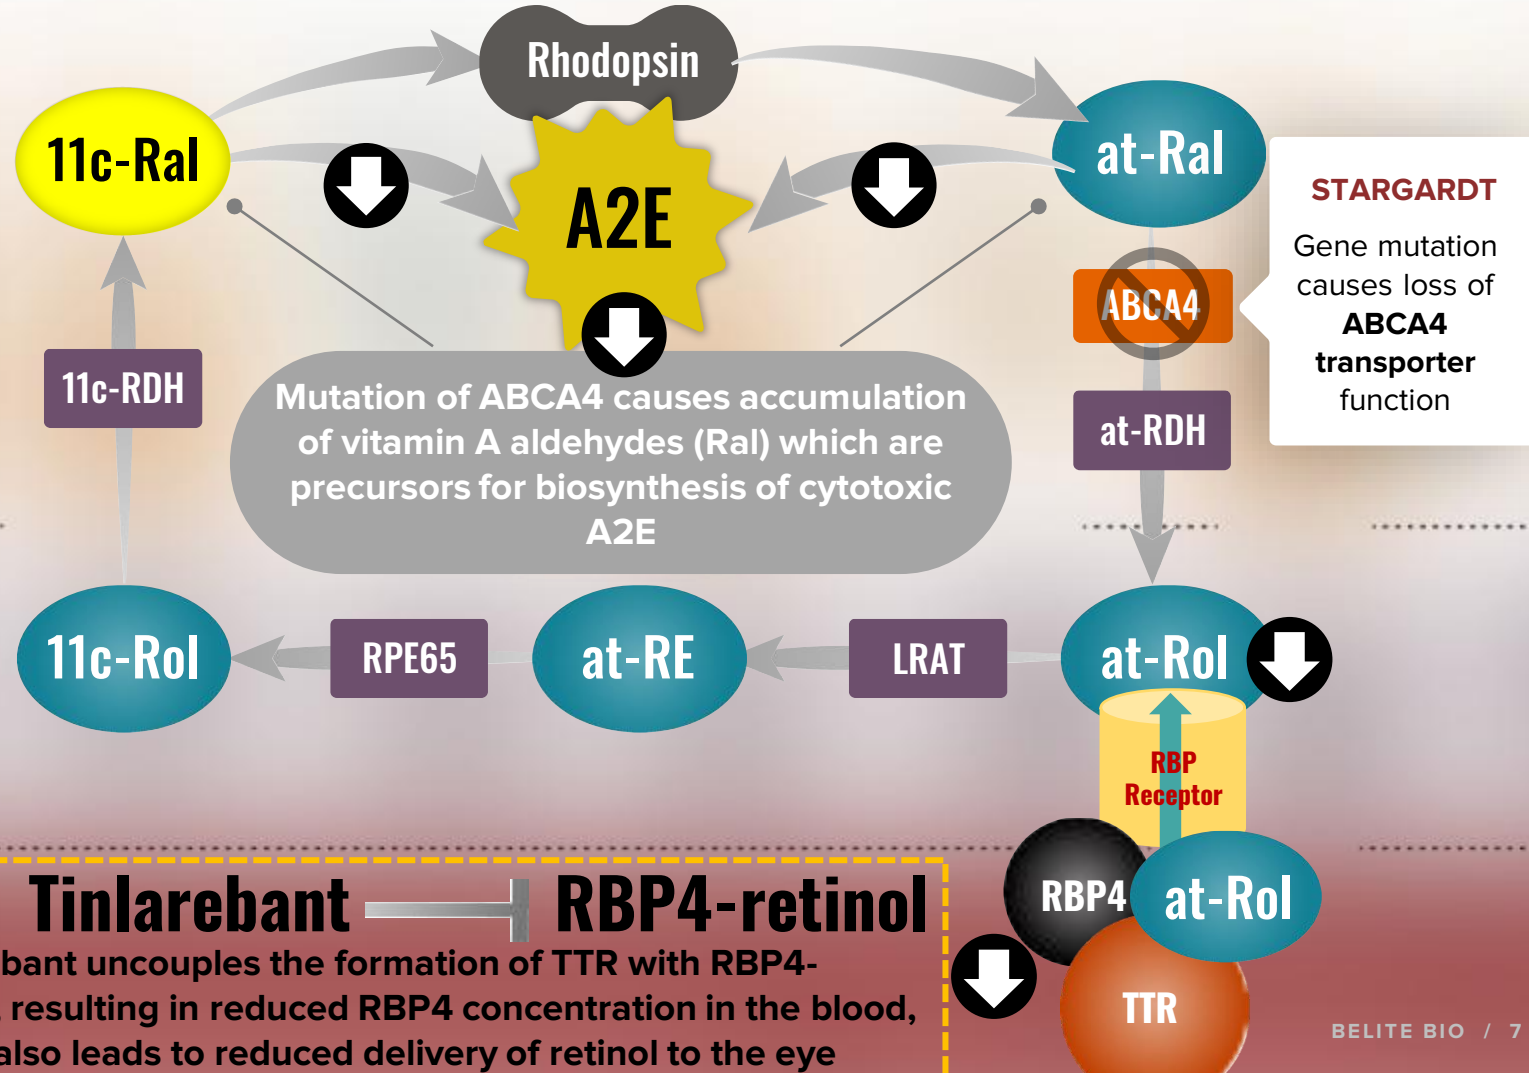 Rhodopsin
11c-Ral
A2E
at-Ral
STARGARDT
Gene mutation
causes loss of
ABCA4
transporter
function
ABCA4
11c-RDH
at-RDH
Mutation of ABCA4 causes accumulation
of vitamin A aldehydes (Ral) which are
precursors for biosynthesis of cytotoxic
A2E
11c-Rol
RPE65
at-RE
LRAT
at-Rol
RBP
Receptor
RBP4
at-Rol
TTR
Tinlarebant
RBP4-retinol
bant uncouples the formation of TTR with RBP4-
resulting in reduced RBP4 concentration in the blood,
also leads to reduced delivery of retinol to the eye
BELITE BIO / 7